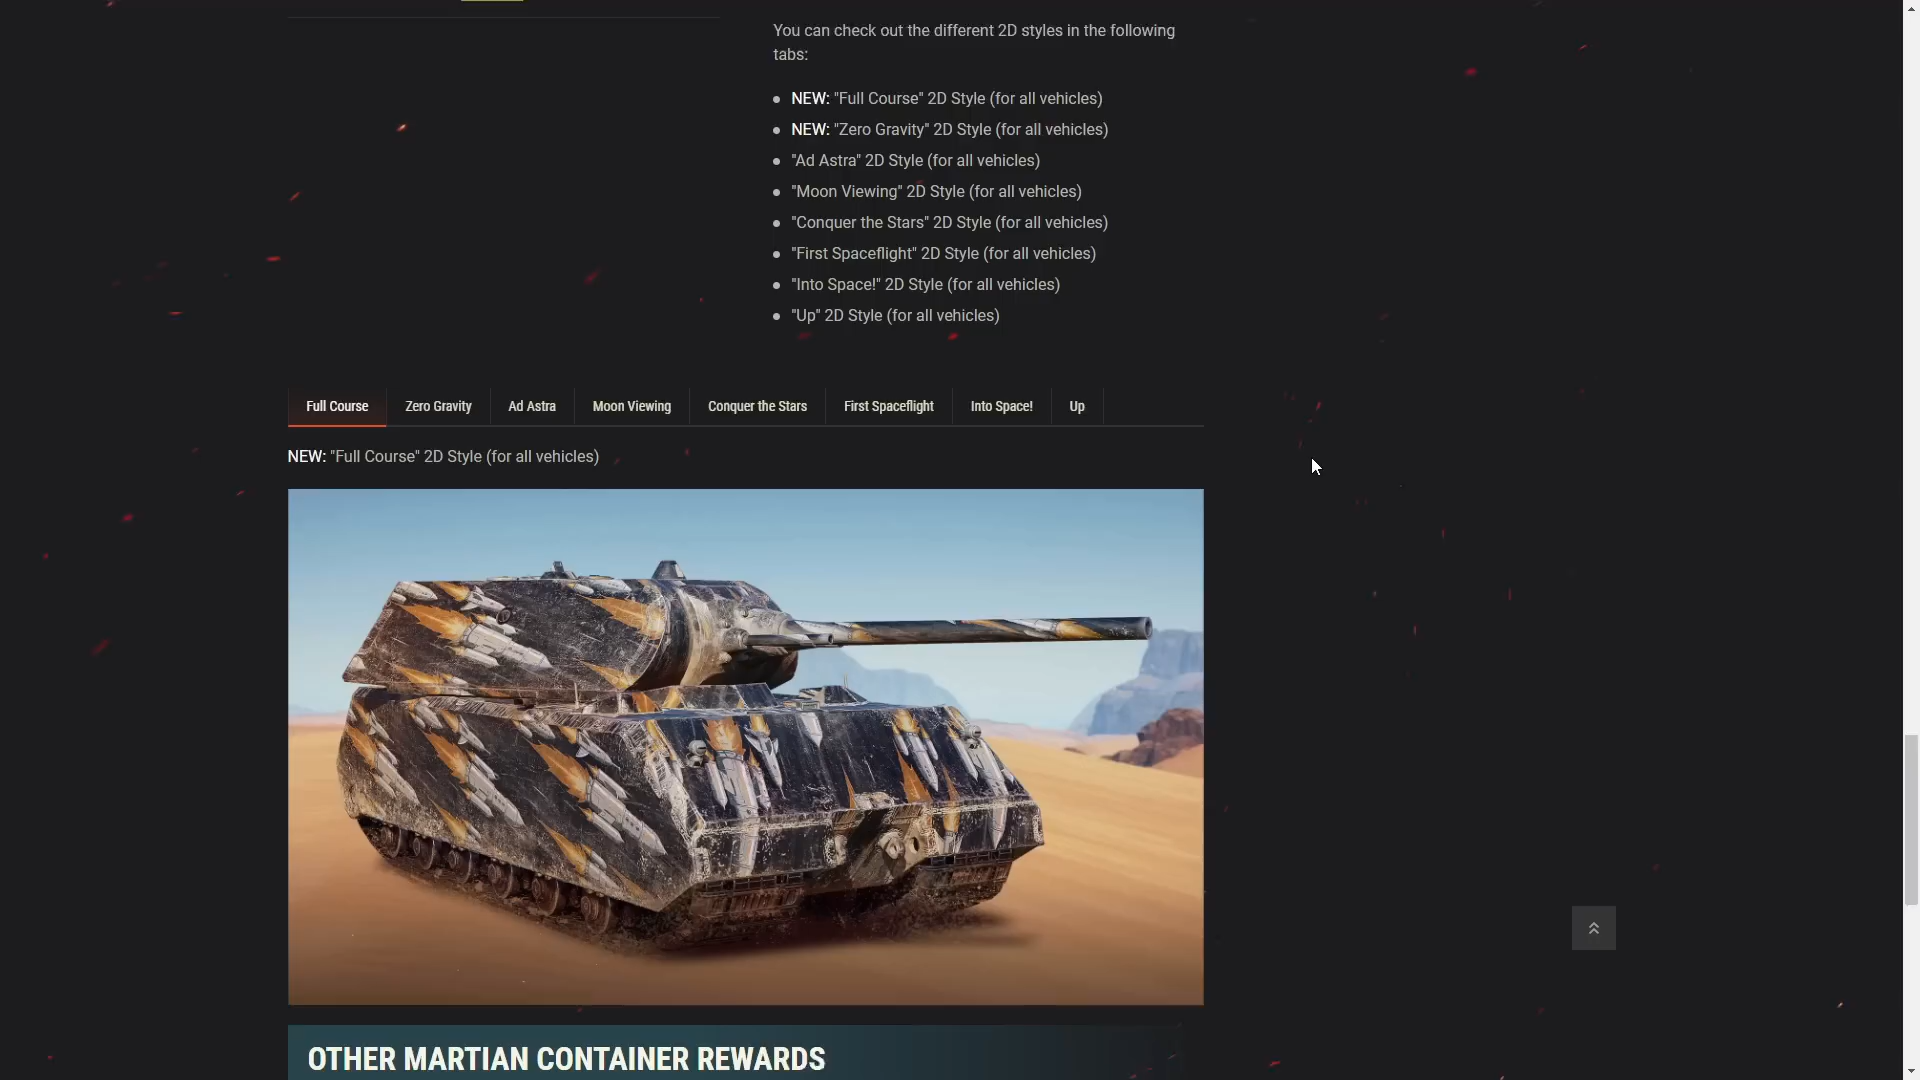 You can check out the different 2D styles in the following
tabs:
NEW: "Full Course" 2D Style (for all vehicles)
NEW: "Zero Gravity" 2D Style (for all vehicles)
"Ad Astra" 2D Style (for all vehicles)
"Moon Viewing" 2D Style (for all vehicles)
"Conquer the Stars" 2D Style (for all vehicles)
"First Spaceflight" 2D Style (for all vehicles)
"Into Space!" 2D Style (for all vehicles)
"Up" 2D Style (for all vehicles)
Full Course Zero Gravity Ad Astra Moon Viewing Conquer the Stars First Spaceflight Into Space! Up
NEW: "Full Course" 2D Style (for all vehicles)
OTHER MARTIAN CONTAINER REWARDS